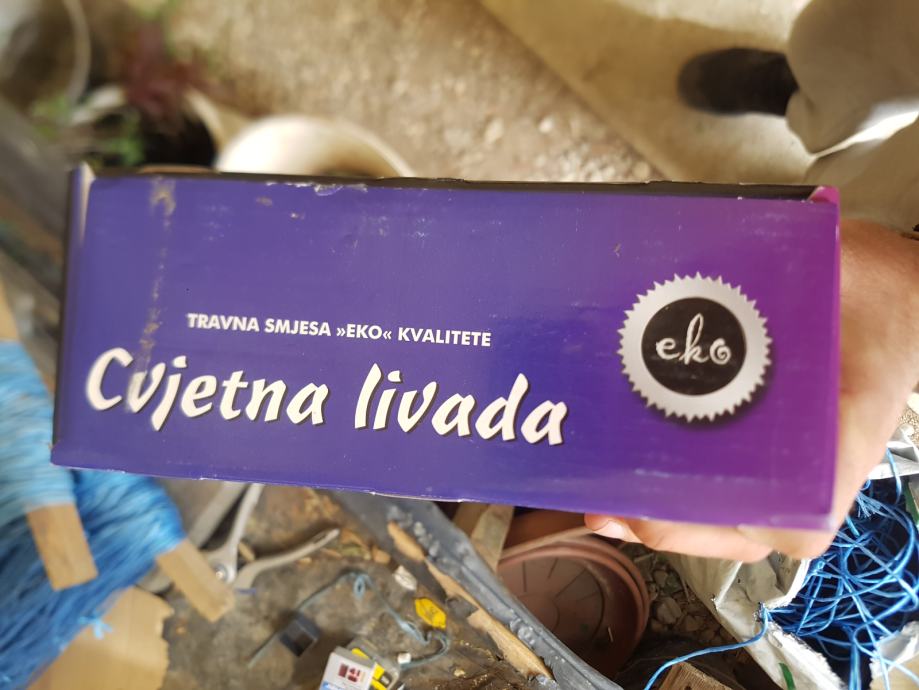 TRAVNA SMJESA »EKO« KVALITETE
Cvjetna livada
eko